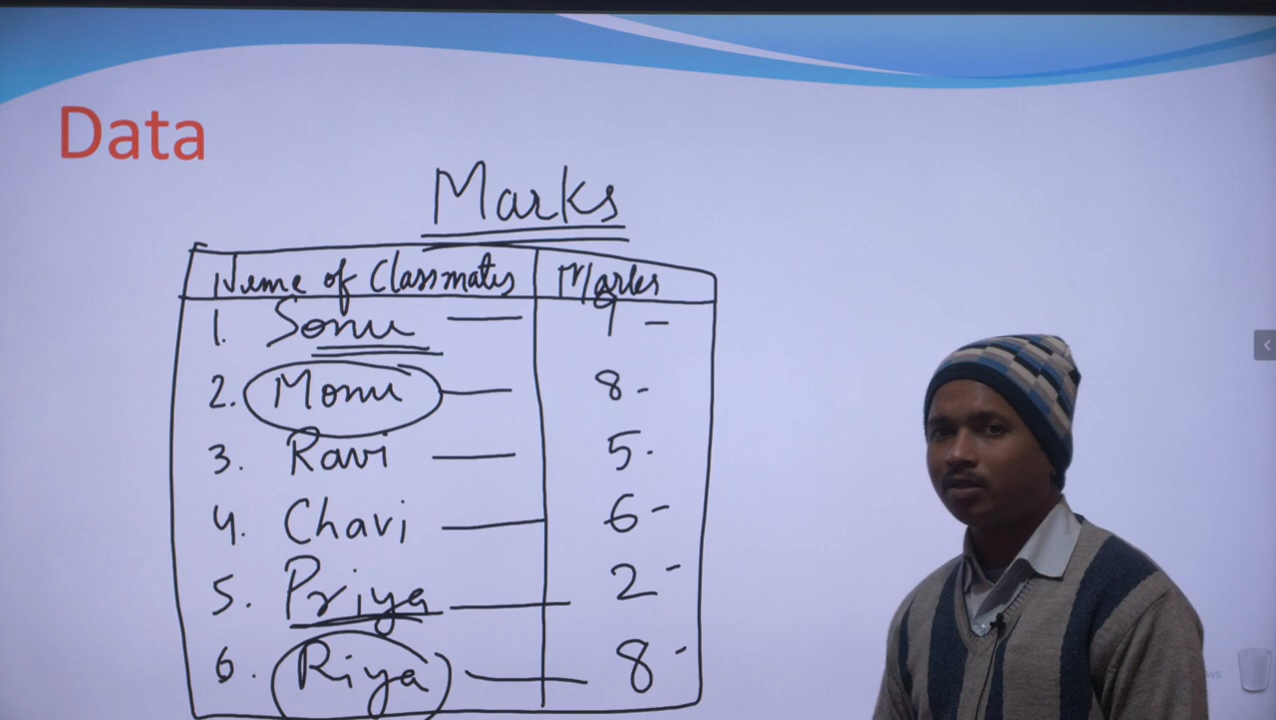 Data
Marks
Name of Classmates Marks
1. Sonu 9
2. Monu 8
3. Ravi 5
4. Chavi 6
5. Priya 2
6. Riya 8